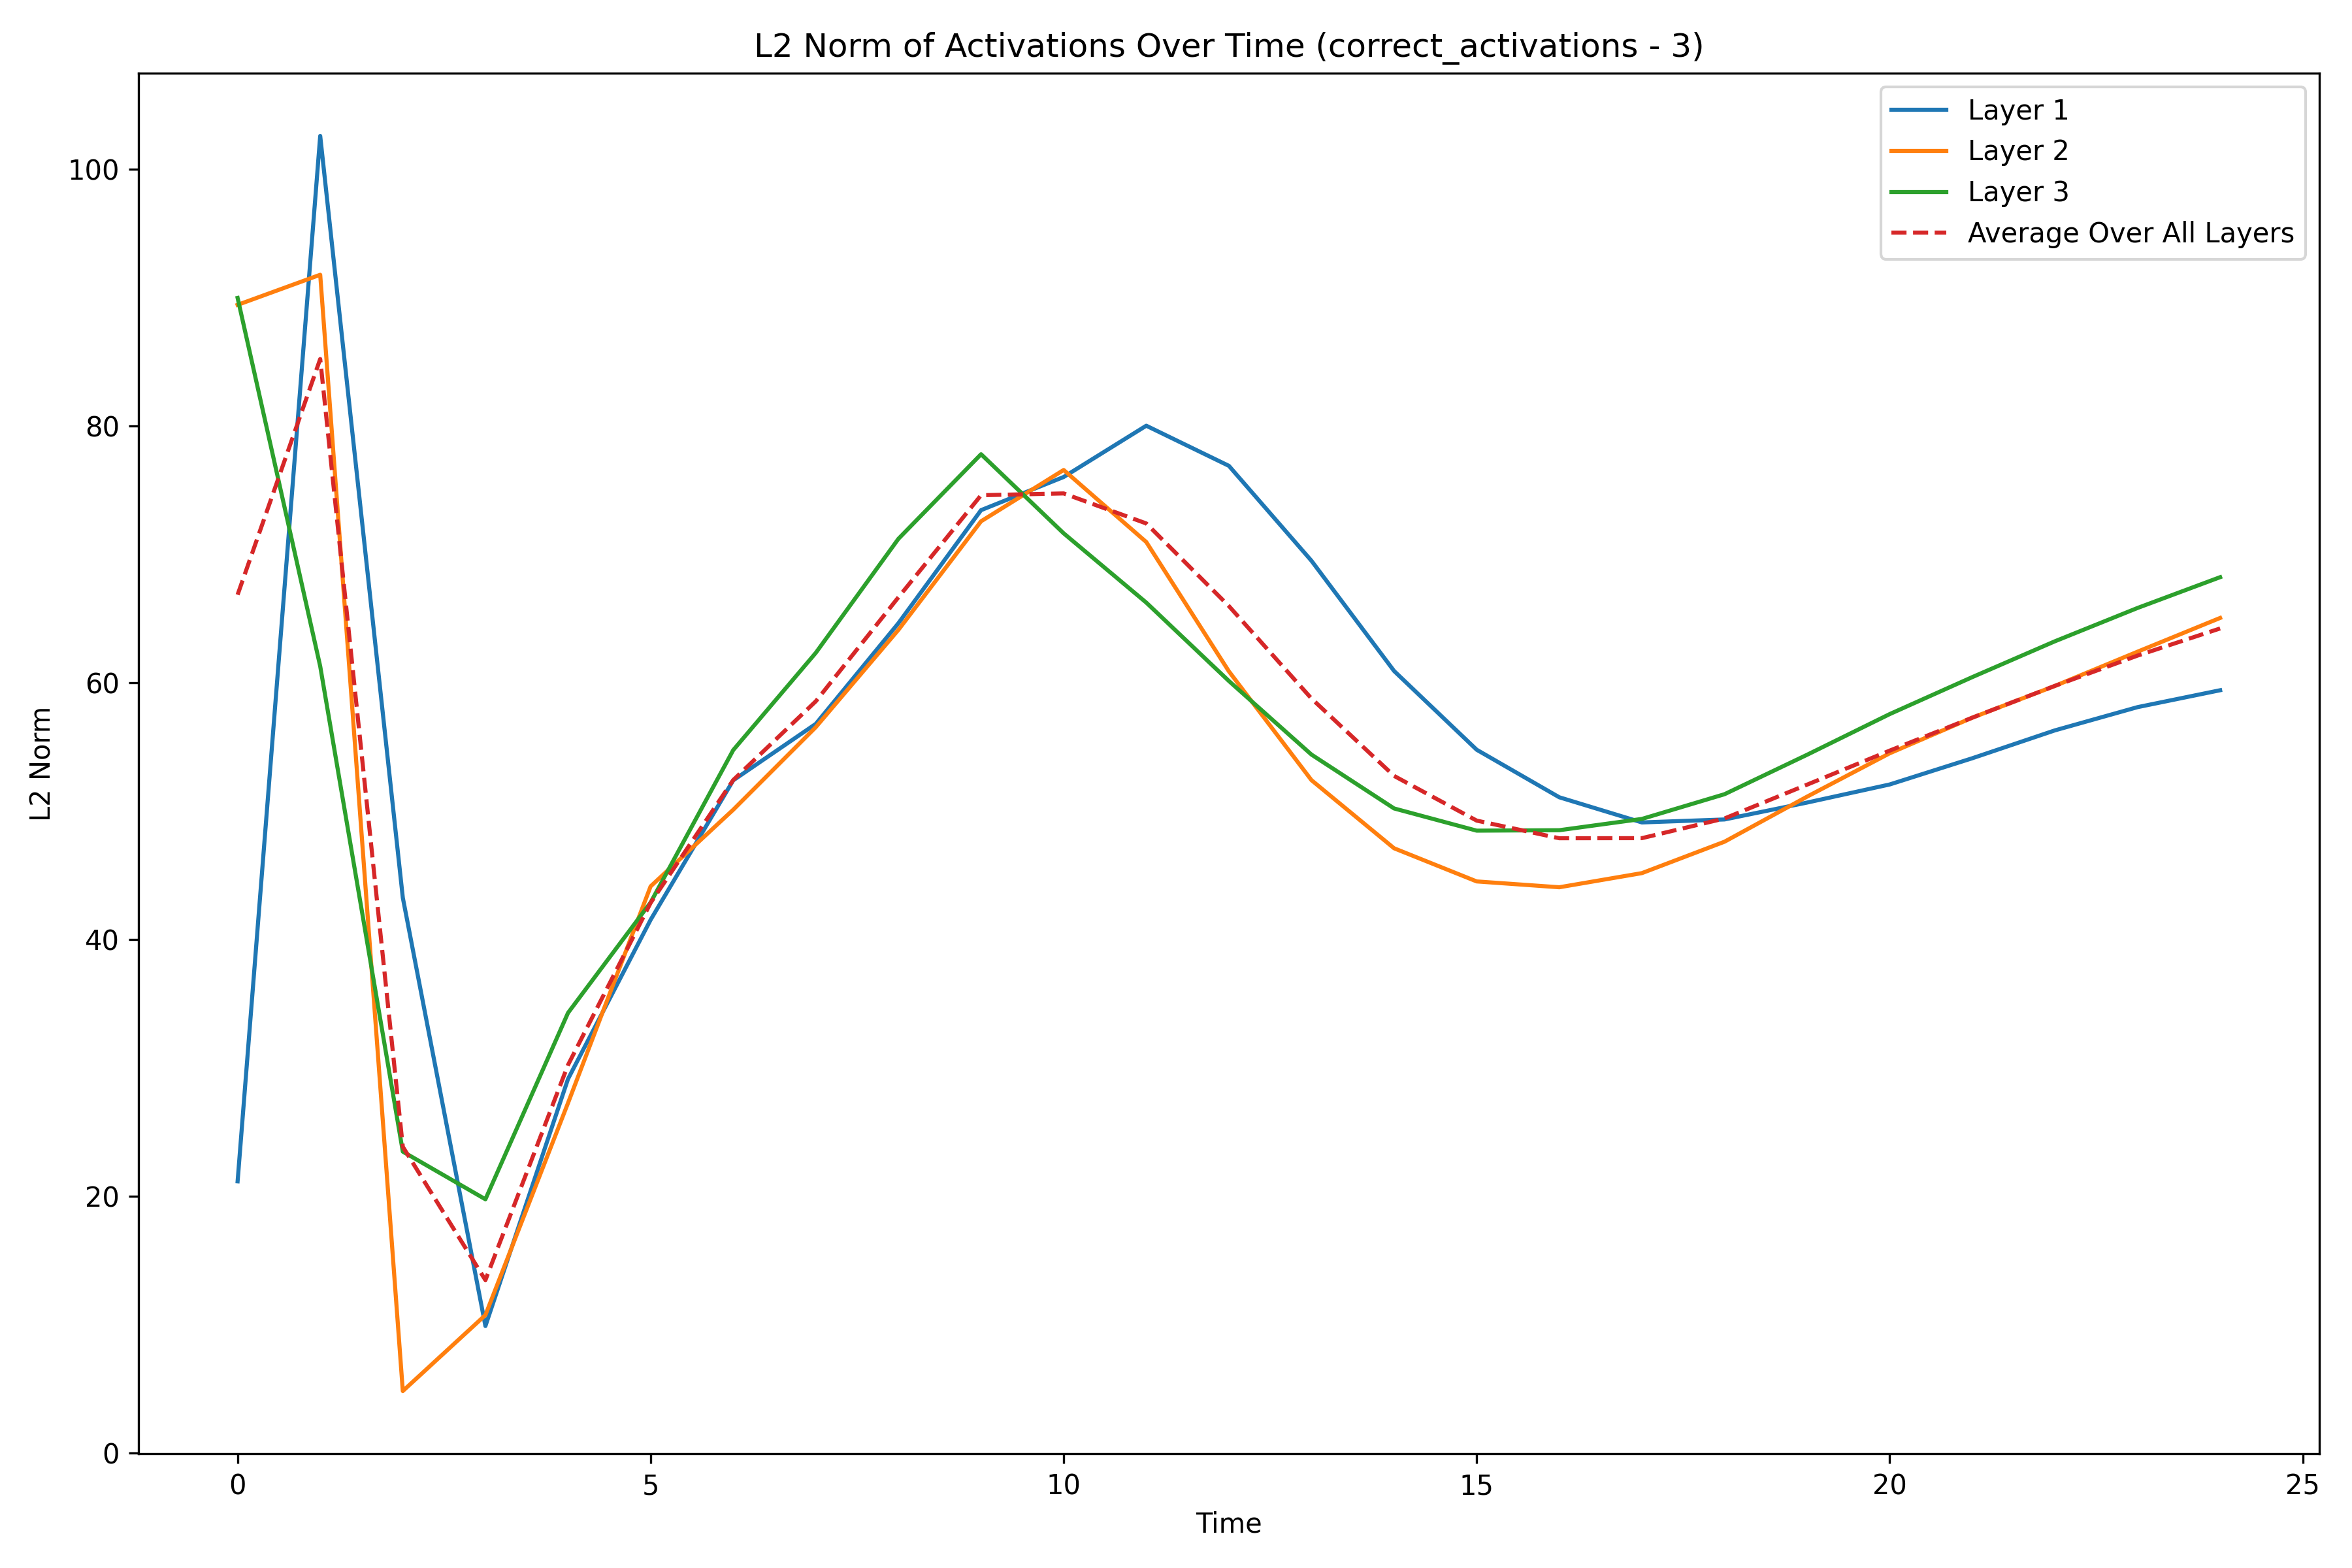 L2 Norm of Activations Over Time (correct_activations - 3)
Layer 1
Layer 2
Layer 3
Average Over All Layers
100
80
60
40
20
0
L2 Norm
0 5 10 15 20 25
Time